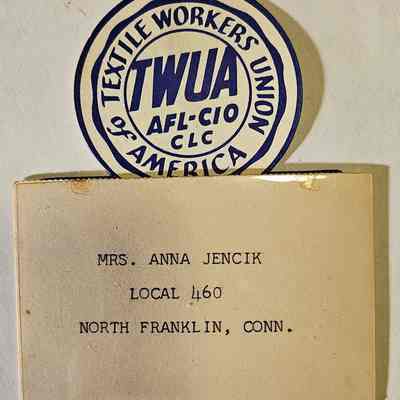 TEXTILE WORKERS UNION
of AMERICA
TWUA
AFL-CIO
CLC
MRS. ANNA JENCIK
LOCAL 460
NORTH FRANKLIN, CONN.